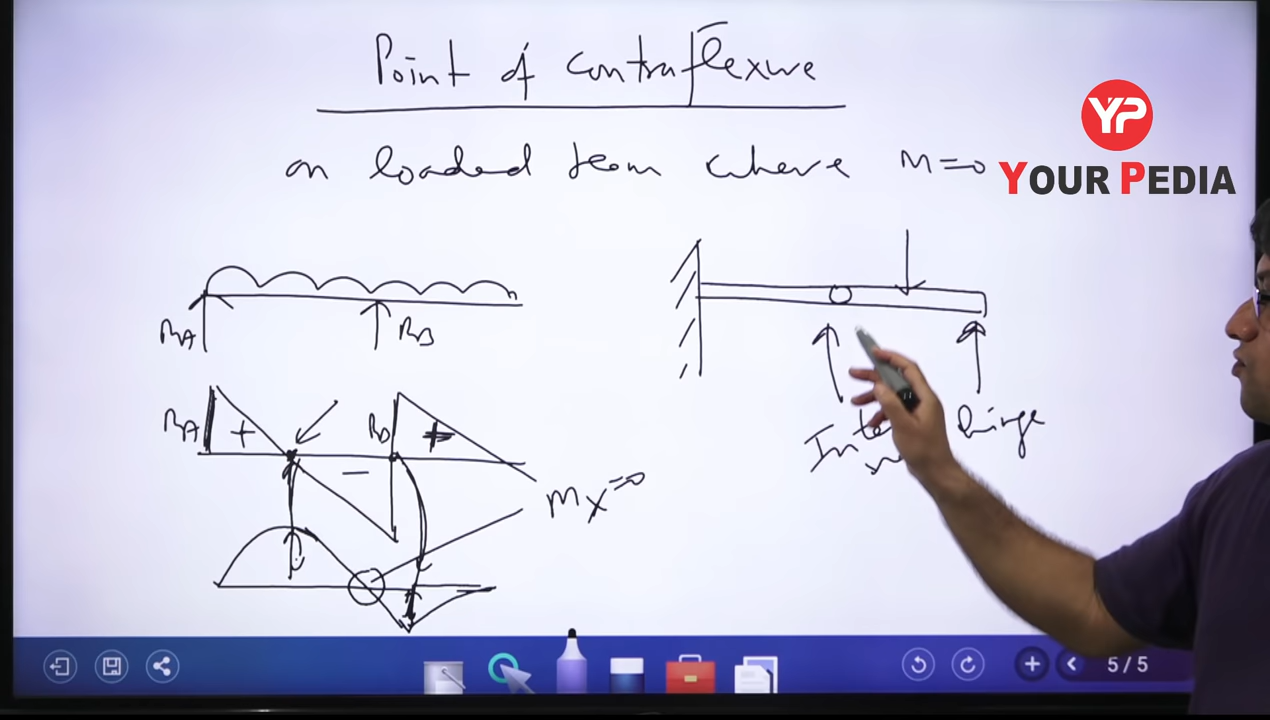 Point of contraflexure
on loaded beam where M=0
YP
YOUR PEDIA
RA
RB
RA
+
RB
+
−
Mx=0
Internal hinge
5/5